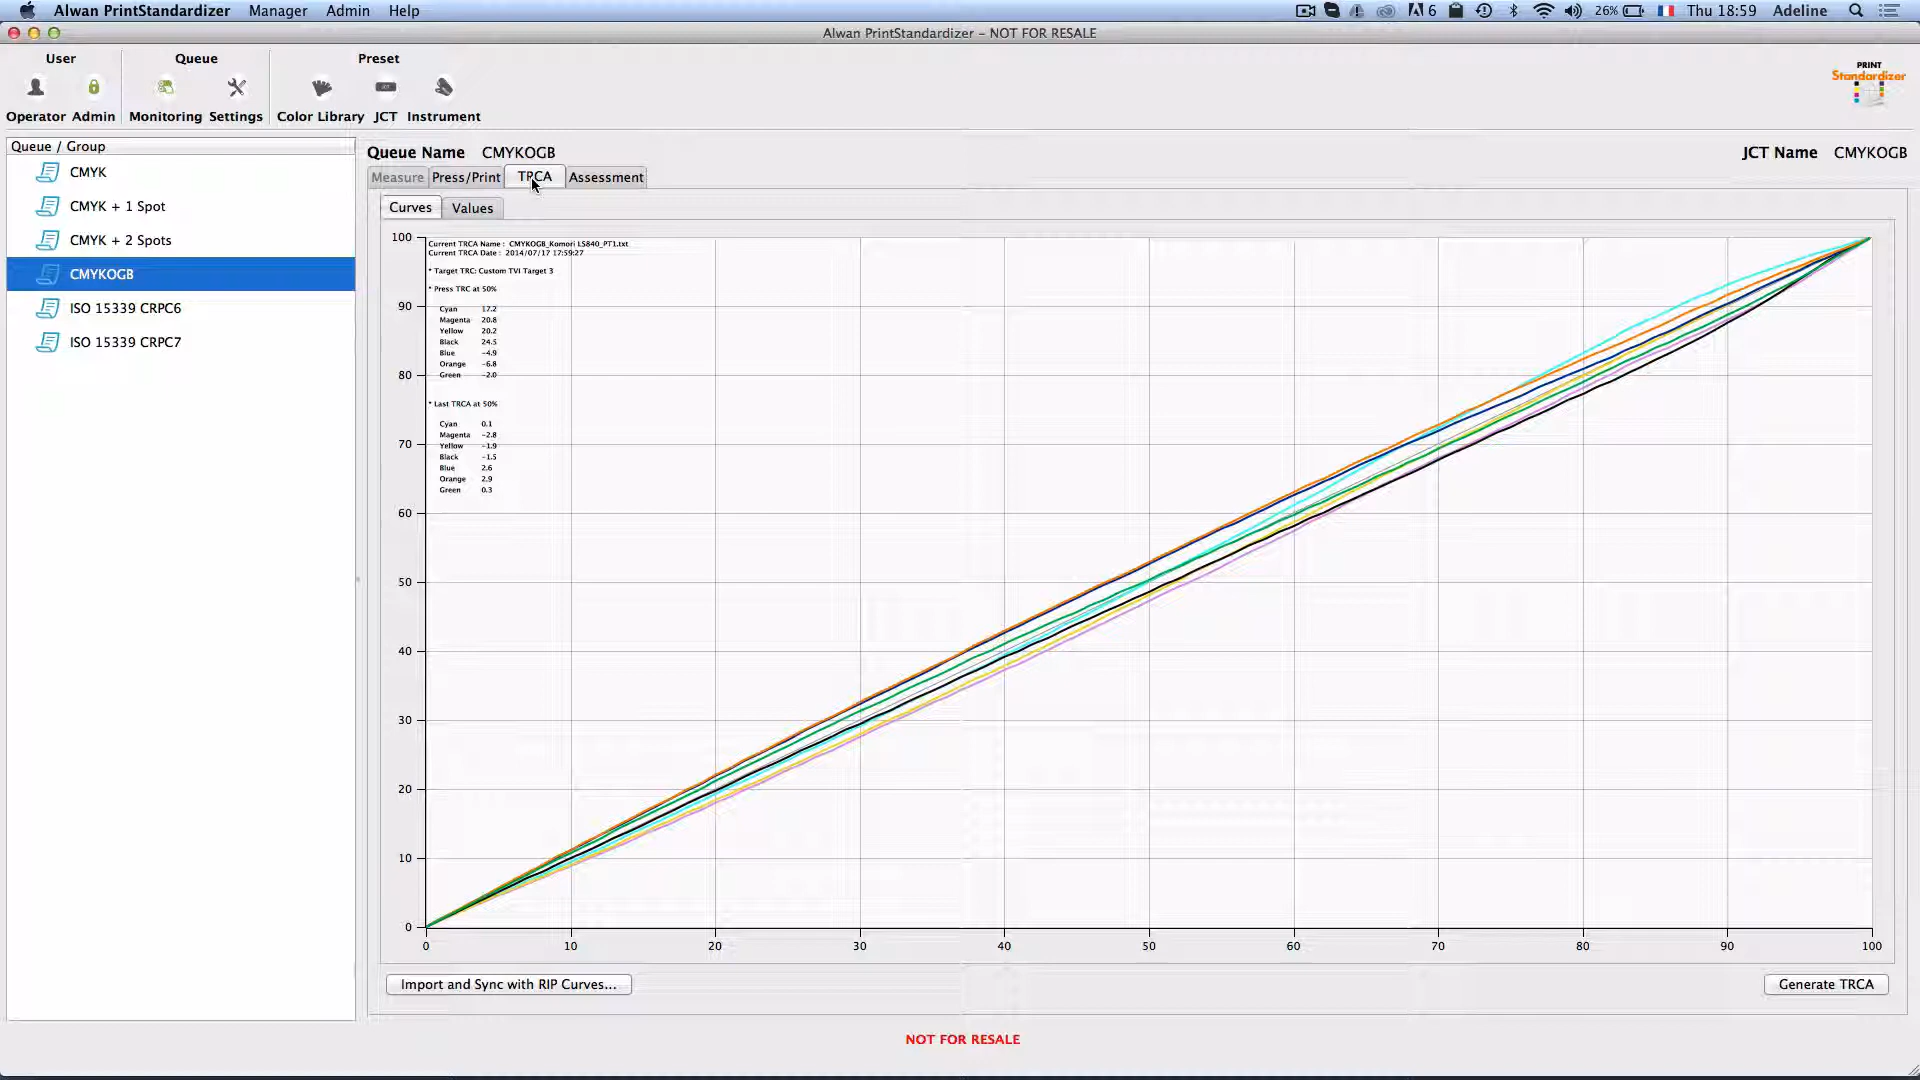 Alwan PrintStandardizer Manager Admin Help 6 26% Thu 18:59 Adeline
Alwan PrintStandardizer – NOT FOR RESALE
User Queue Preset
PRINT
Standardizer
Operator Admin Monitoring Settings Color Library JCT Instrument
Queue / Group
CMYK
CMYK + 1 Spot
CMYK + 2 Spots
CMYKOGB
ISO 15339 CRPC6
ISO 15339 CRPC7
Queue Name CMYKOGB JCT Name CMYKOGB
Measure Press/Print TRCA Assessment
Curves Values
Current TRCA Name : CMYKOGB_Komori LS840_PT1.txt
Current TRCA Date : 2014/07/17 17:59:27
* Target TRC: Custom TVI Target 3
* Press TRC at 50%
Cyan 17.2
Magenta 20.8
Yellow 20.2
Black 24.5
Blue -4.9
Orange -6.8
Green -2.0
* Last TRCA at 50%
Cyan 0.1
Magenta -2.8
Yellow -1.9
Black -1.5
Blue 2.6
Orange 2.9
Green 0.3
100
90
80
70
60
50
40
30
20
10
0
0 10 20 30 40 50 60 70 80 90 100
Import and Sync with RIP Curves... Generate TRCA
NOT FOR RESALE